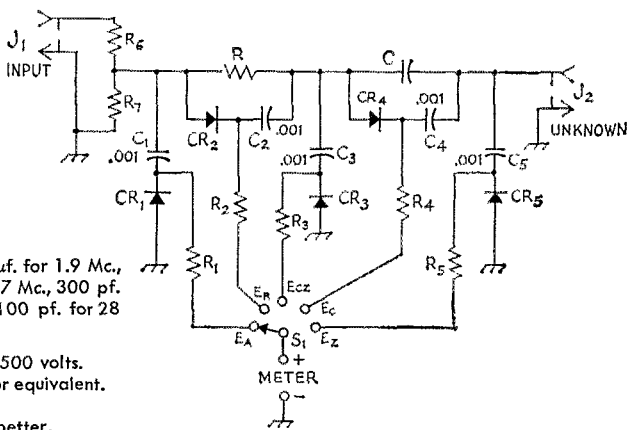 J1
INPUT
R6
R7
R
C
CR2
C2
.001
CR4
.001
C4
J2
UNKNOWN
C1
.001
C3
.001
C5
.001
CR1
R2
R3
CR3
R4
CR5
R1
R5
uf. for 1.9 Mc.,
7 Mc., 300 pf.
100 pf. for 28
ER
ECZ
EC
EA
S1
EZ
500 volts.
or equivalent.
+
METER
-
better.